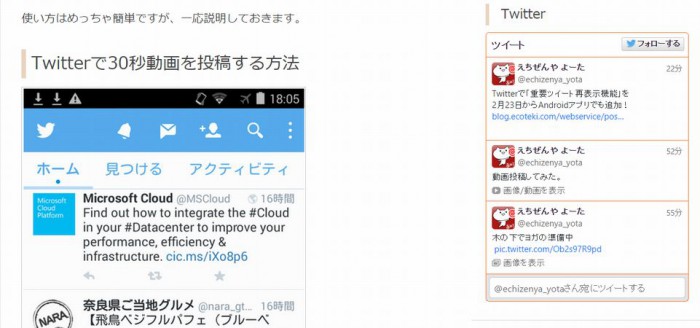 使い方はめっちゃ簡単ですが、一応説明しておきます。
Twitterで30秒動画を投稿する方法
18:05
ホーム 見つける アクティビティ
Microsoft Cloud Platform
Microsoft Cloud @MSCloud 16時間
Find out how to integrate the #Cloud
in your #Datacenter to improve your
performance, efficiency &
infrastructure. cic.ms/iXo8p6
NARA
奈良県ご当地グルメ @nara_gt... 16時間
【飛鳥ベジフルパフェ（ブルーベ
Twitter
ツイート フォローする
えちぜんや よーた 22分
@echizenya_yota
Twitterで「重要ツイート 再表示機能」を
2月23日からAndroidアプリでも追加！
blog.ecoteki.com/webservice/pos...
えちぜんや よーた 52分
@echizenya_yota
動画投稿してみた。
画像/動画を表示
えちぜんや よーた 55分
@echizenya_yota
木の下でヨガの準備中
pic.twitter.com/Ob2s97R9pd
画像を表示
@echizenya_yotaさん宛にツイートする